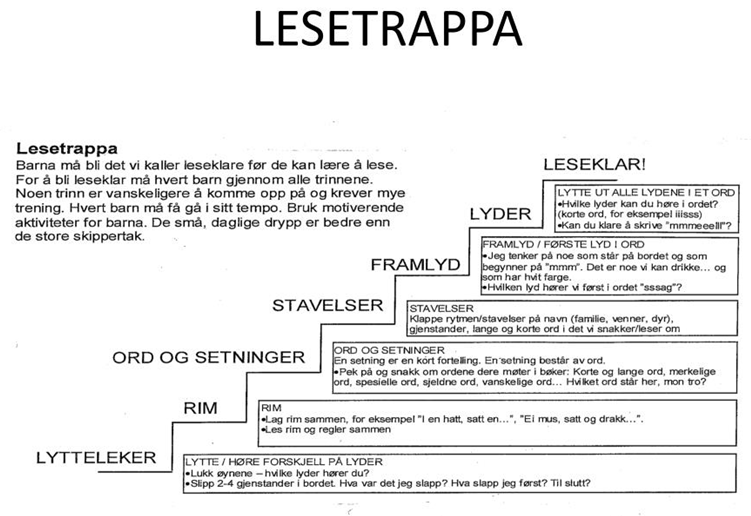 LESETRAPPA
Lesetrappa
Barna må bli det vi kaller leseklare før de kan lære å lese.
For å bli leseklar må hvert barn gjennom alle trinnene.
Noen trinn er vanskeligere å komme opp på og krever mye
trening. Hvert barn må få gå i sitt tempo. Bruk motiverende
aktiviteter for barna. De små, daglige drypp er bedre enn
de store skippertak.
LESEKLAR!
LYDER
LYTTE UT ALLE LYDENE I ET ORD
•Hvilke lyder kan du høre i ordet?
(korte ord, for eksempel iiisss)
•Kan du klare å skrive "mmmeeelll"?
FRAMLYD
FRAMLYD / FØRSTE LYD I ORD
•Jeg tenker på noe som står på bordet og som
begynner på "mmm". Det er noe vi kan drikke... og
som har hvit farge.
•Hvilken lyd hører vi først i ordet "sssag"?
STAVELSER
STAVELSER
Klappe rytmen/stavelser på navn (familie, venner, dyr),
gjenstander, lange og korte ord i det vi snakker/leser om
ORD OG SETNINGER
ORD OG SETNINGER
En setning er en kort fortelling. En setning består av ord.
•Pek på og snakk om ordene dere møter i bøker: Korte og lange ord, merkelige
ord, spesielle ord, sjeldne ord, vanskelige ord... Hvilket ord står her, mon tro?
RIM
RIM
•Lag rim sammen, for eksempel "I en hatt, satt en...", "Ei mus, satt og drakk...".
•Les rim og regler sammen
LYTTELEKER
LYTTE / HØRE FORSKJELL PÅ LYDER
•Lukk øynene – hvilke lyder hører du?
•Slipp 2-4 gjenstander i bordet. Hva var det jeg slapp? Hva slapp jeg først? Til slutt?